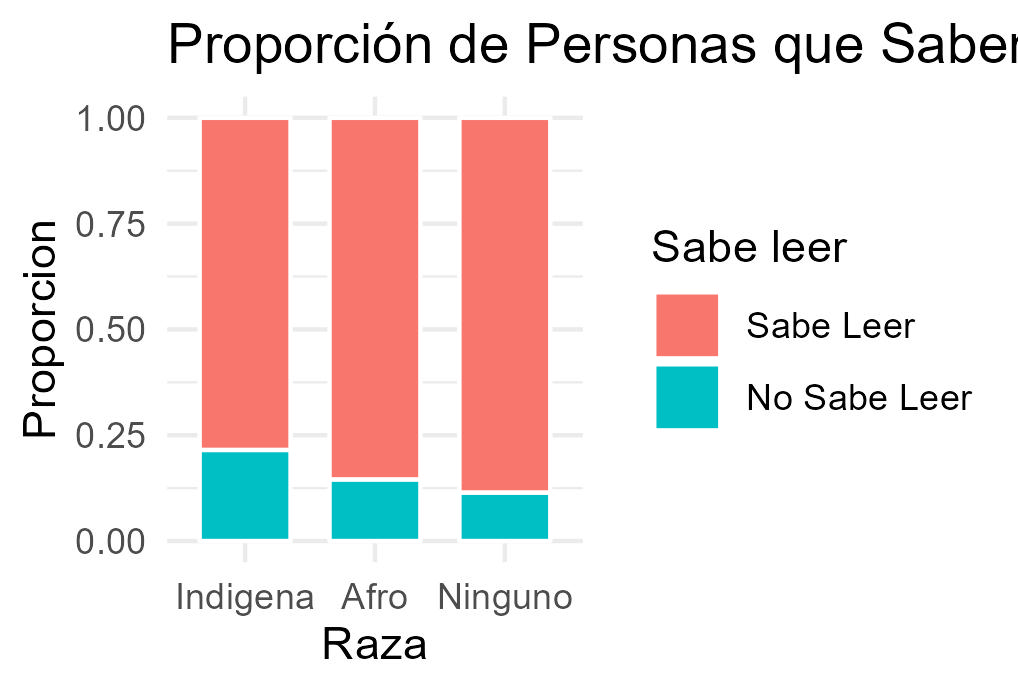 Proporción de Personas que Saber
Proporcion
1.00
0.75
0.50
0.25
0.00
Indigena Afro Ninguno
Raza
Sabe leer
Sabe Leer
No Sabe Leer